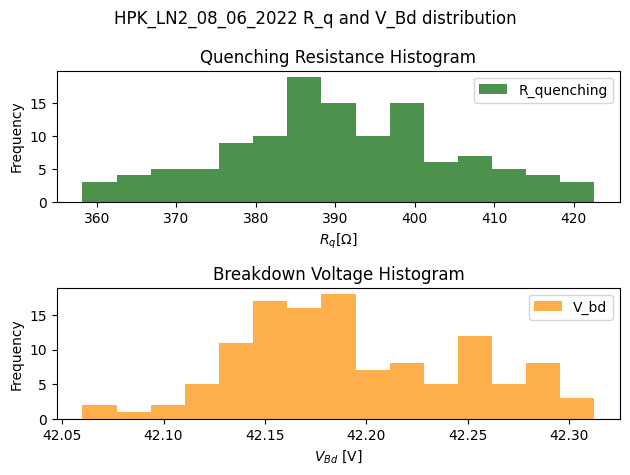 HPK_LN2_08_06_2022 R_q and V_Bd distribution
Quenching Resistance Histogram
R_quenching
Frequency
15
10
5
0
360 370 380 390 400 410 420
R_q[Ω]
Breakdown Voltage Histogram
V_bd
Frequency
15
10
5
0
42.05 42.10 42.15 42.20 42.25 42.30
V_Bd [V]